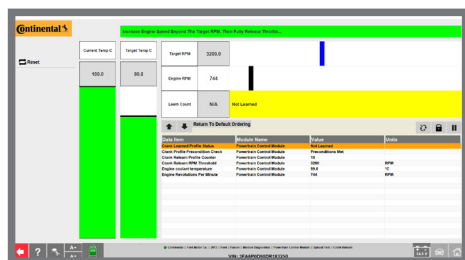 Continental
Increase Engine Speed Beyond The Target RPM, Then Fully Release Throttle...
Reset
Current Temp C
Target Temp C
100.0
80.0
Target RPM
3200.0
Engine RPM
744
Learn Count
N/A
Not Learned
Return To Default Ordering
Data Item
Module Name
Value
Units
Crank Learned Profile Status
Powertrain Control Module
Not Learned
Crank Profile Precondition Check
Powertrain Control Module
Preconditions Met
Crank Relearn Profile Counter
Powertrain Control Module
10
Crank Relearn RPM Threshold
Powertrain Control Module
3200
RPM
Engine coolant temperature
Powertrain Control Module
99.0
°C
Engine Revolutions Per Minute
Powertrain Control Module
744
RPM
?
A+
A-